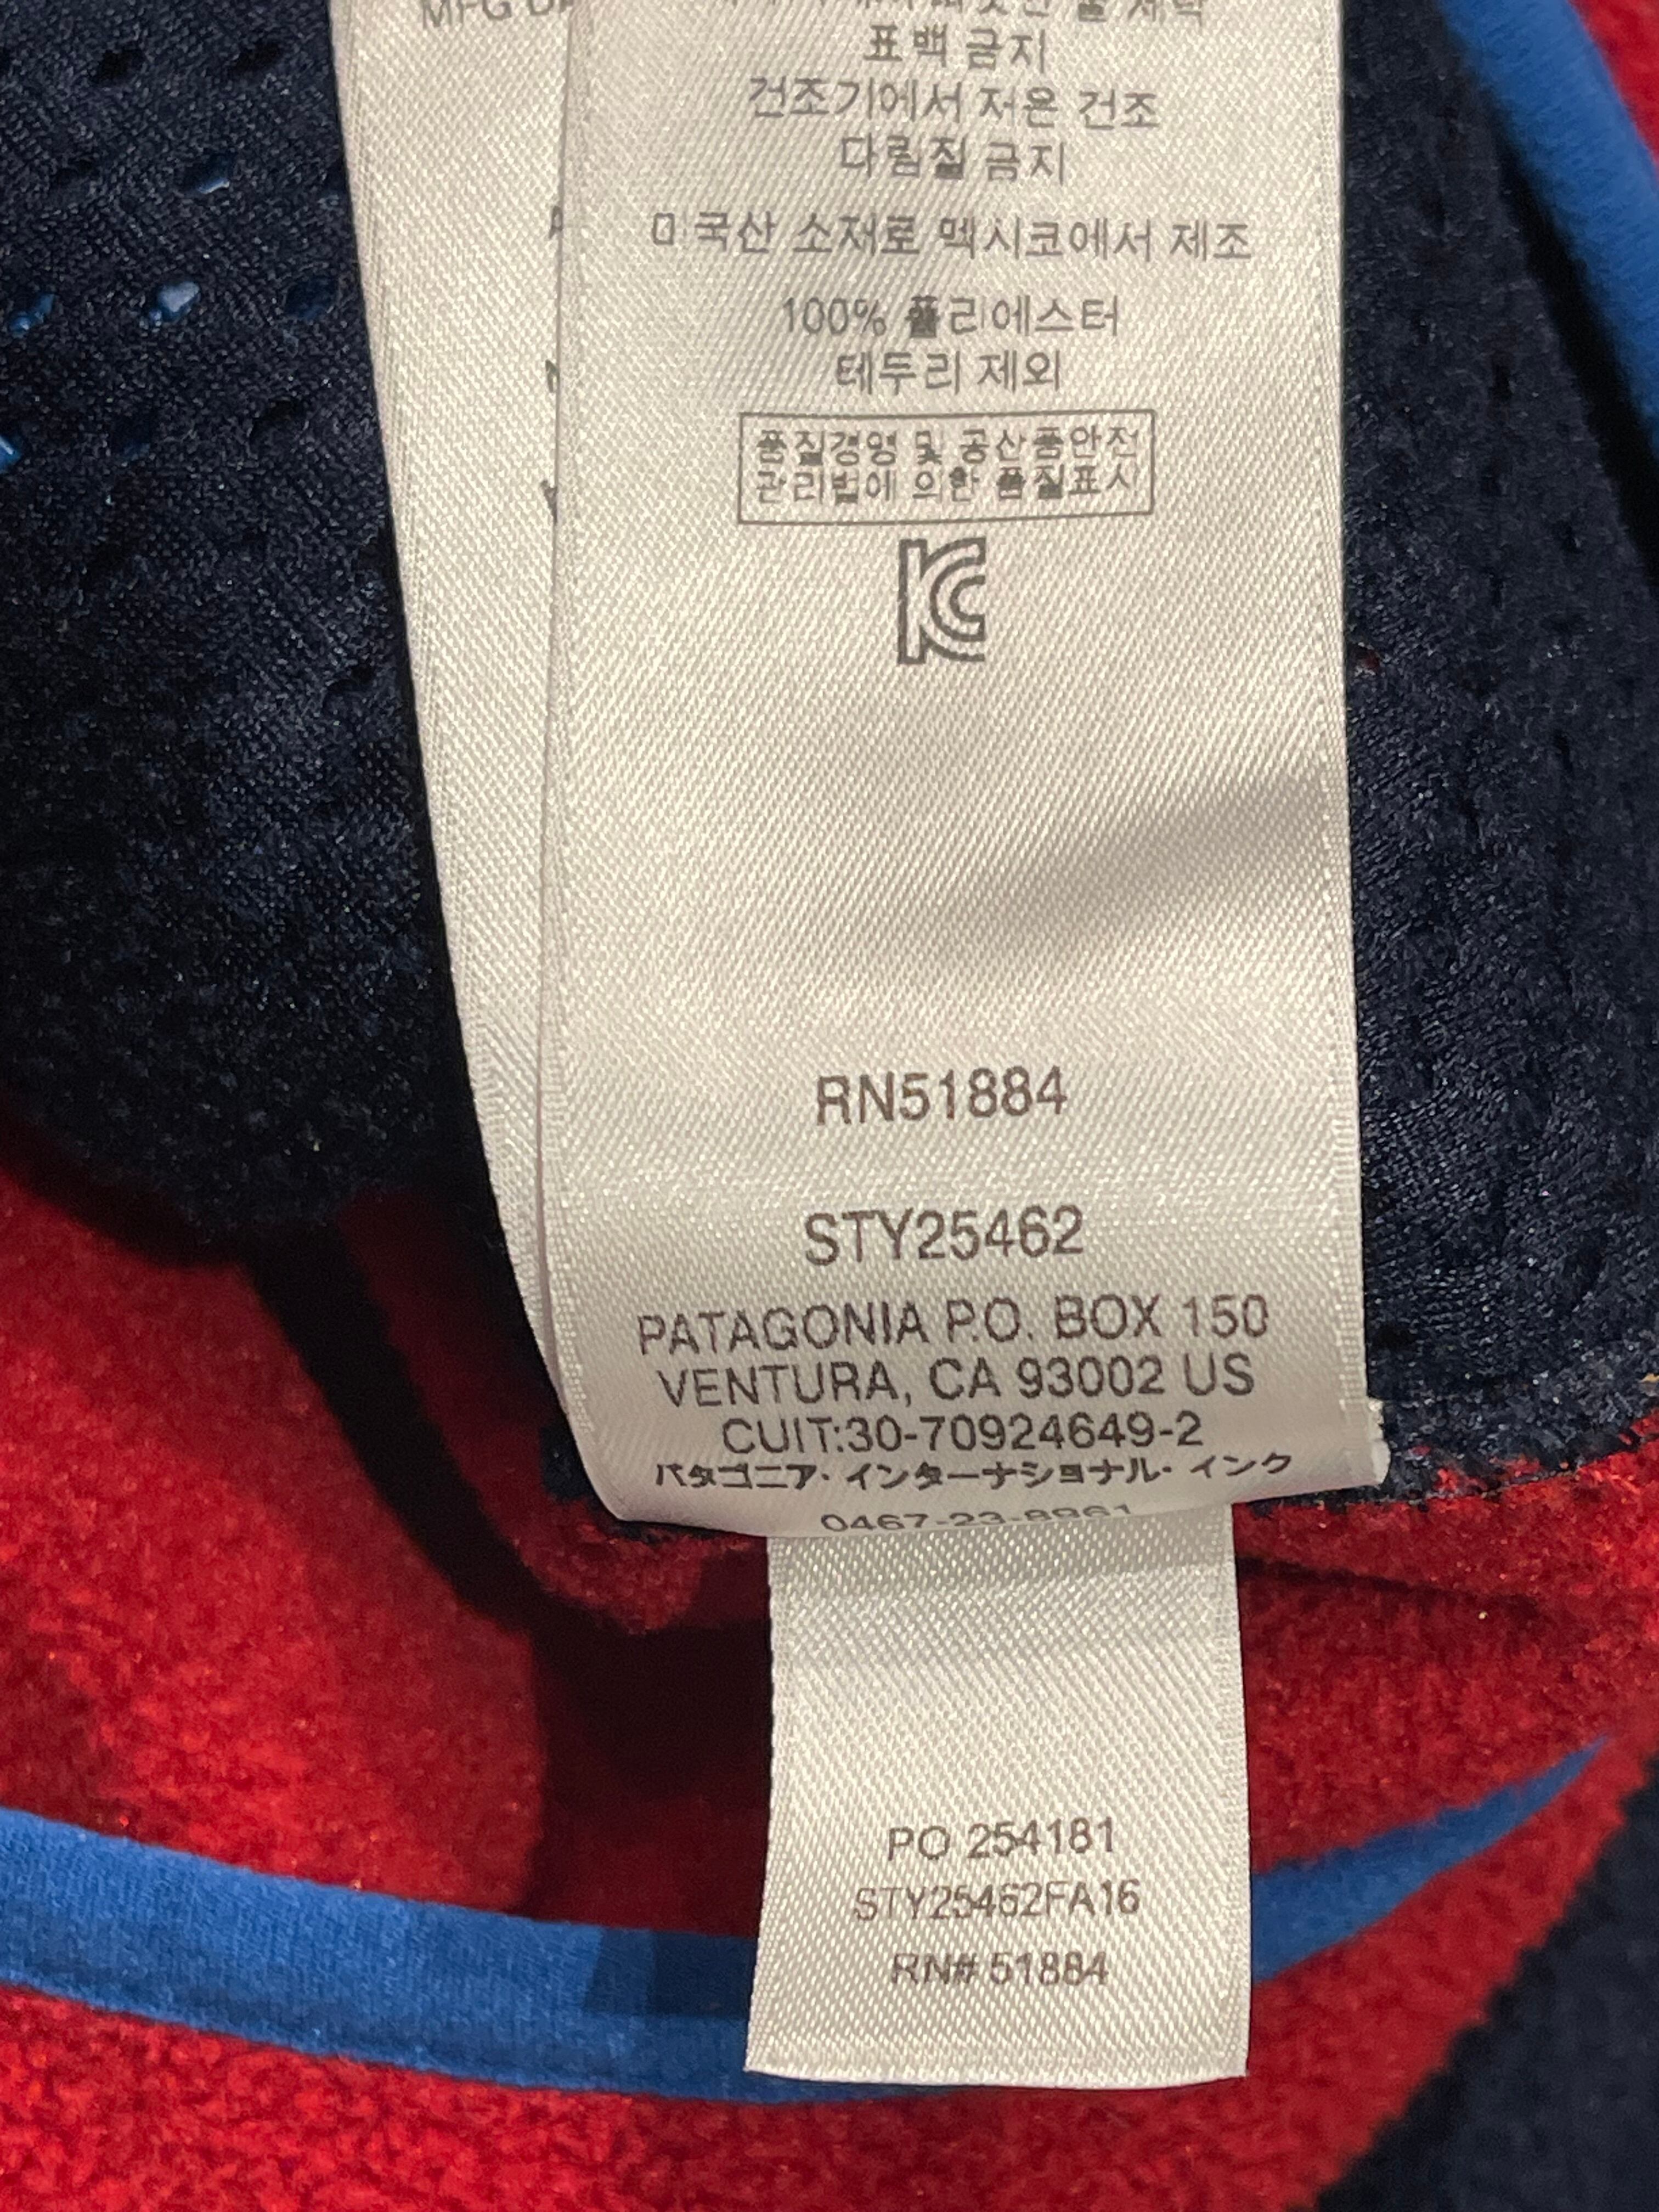 MFG
표백 금지
건조기에서 저온 건조
다림질 금지
미국산 소재로 멕시코에서 제조
100% 폴리에스터
테두리 제외
품질경영 및 공산품안전
관리법에 의한 품질표시
KC
RN51884
STY25462
PATAGONIA P.O. BOX 150
VENTURA, CA 93002 US
CUIT:30-70924649-2
パタゴニア・インターナショナル・インク
0467-23-8961
PO 254181
STY25462FA16
RN# 51884